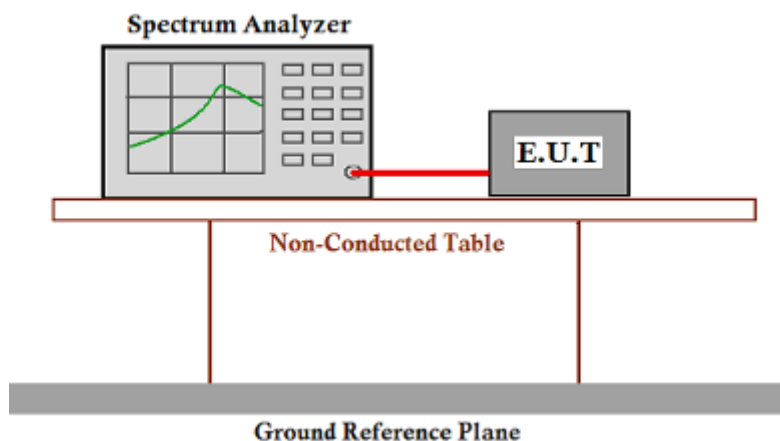 Spectrum Analyzer
E.U.T
Non-Conducted Table
Ground Reference Plane